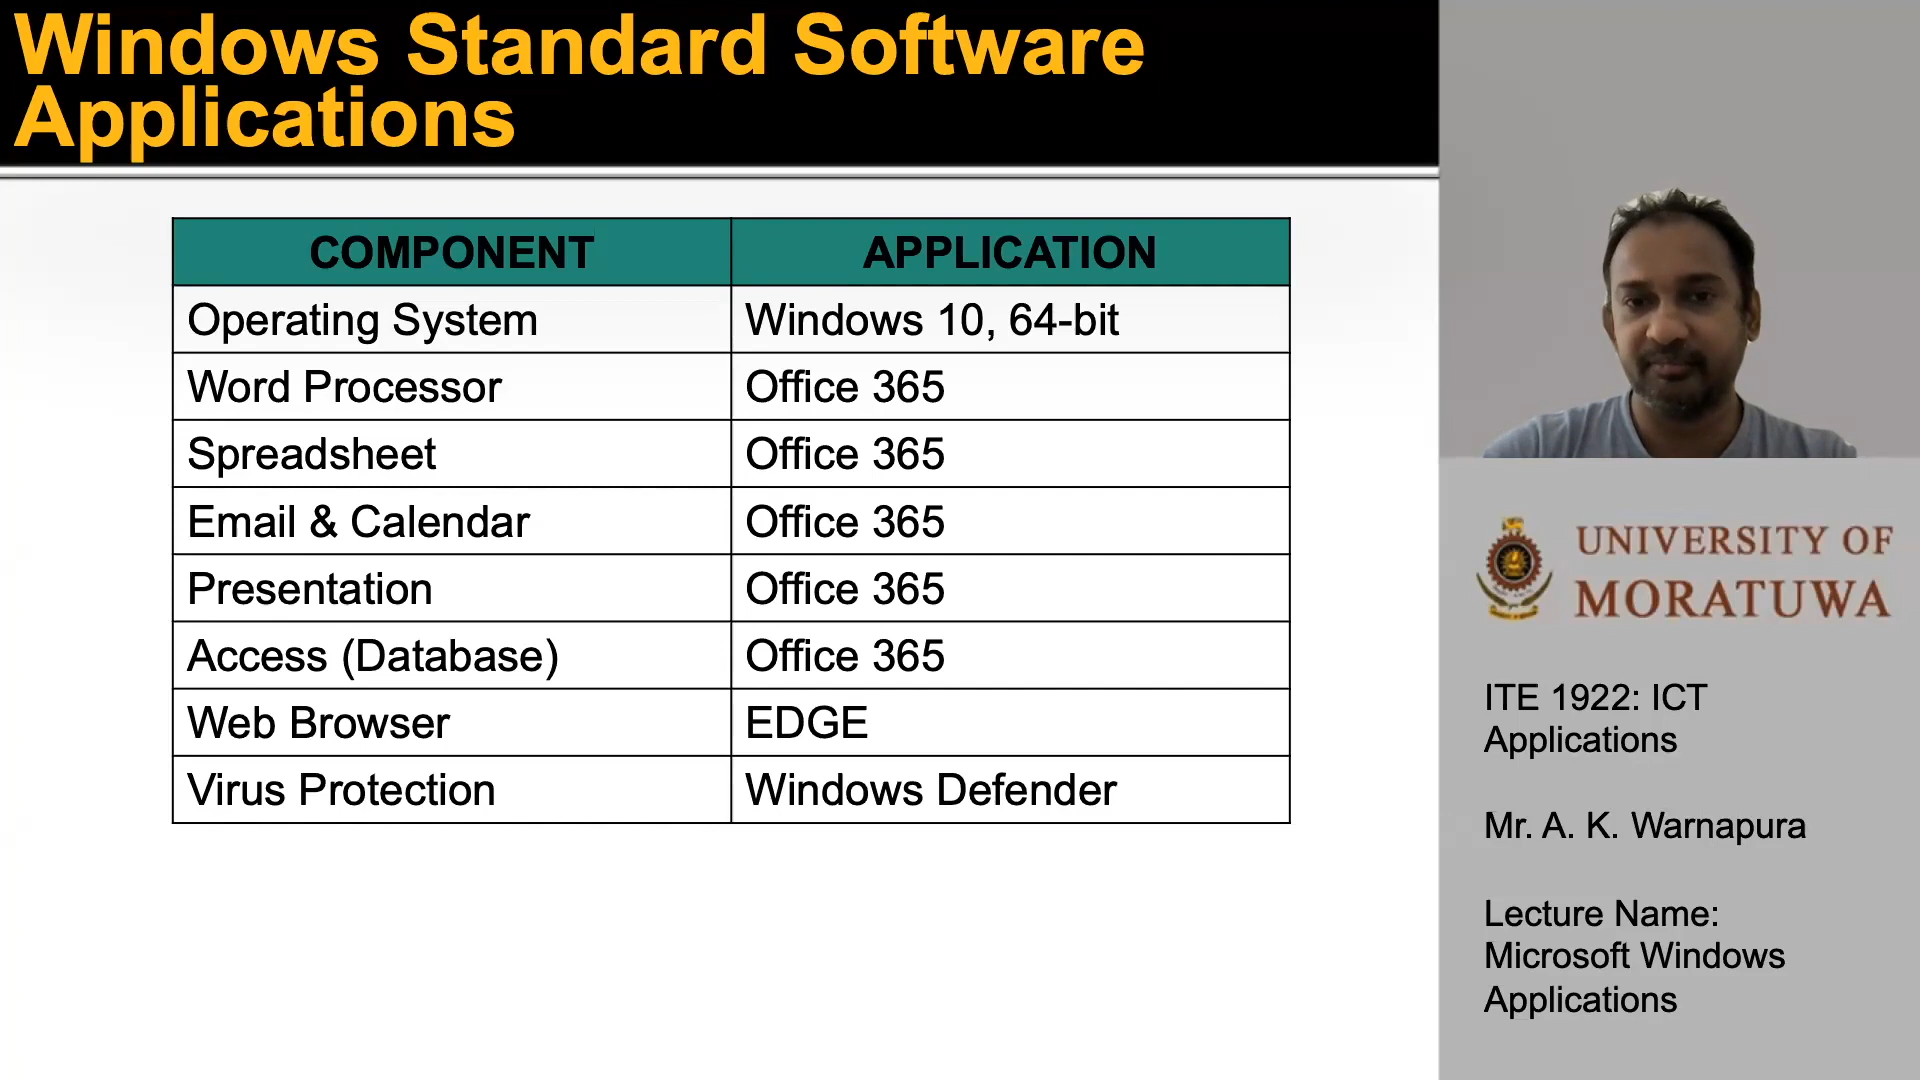 Windows Standard Software
Applications
COMPONENT APPLICATION
Operating System Windows 10, 64-bit
Word Processor Office 365
Spreadsheet Office 365
Email & Calendar Office 365
Presentation Office 365
Access (Database) Office 365
Web Browser EDGE
Virus Protection Windows Defender
UNIVERSITY OF
MORATUWA
ITE 1922: ICT
Applications
Mr. A. K. Warnapura
Lecture Name:
Microsoft Windows
Applications